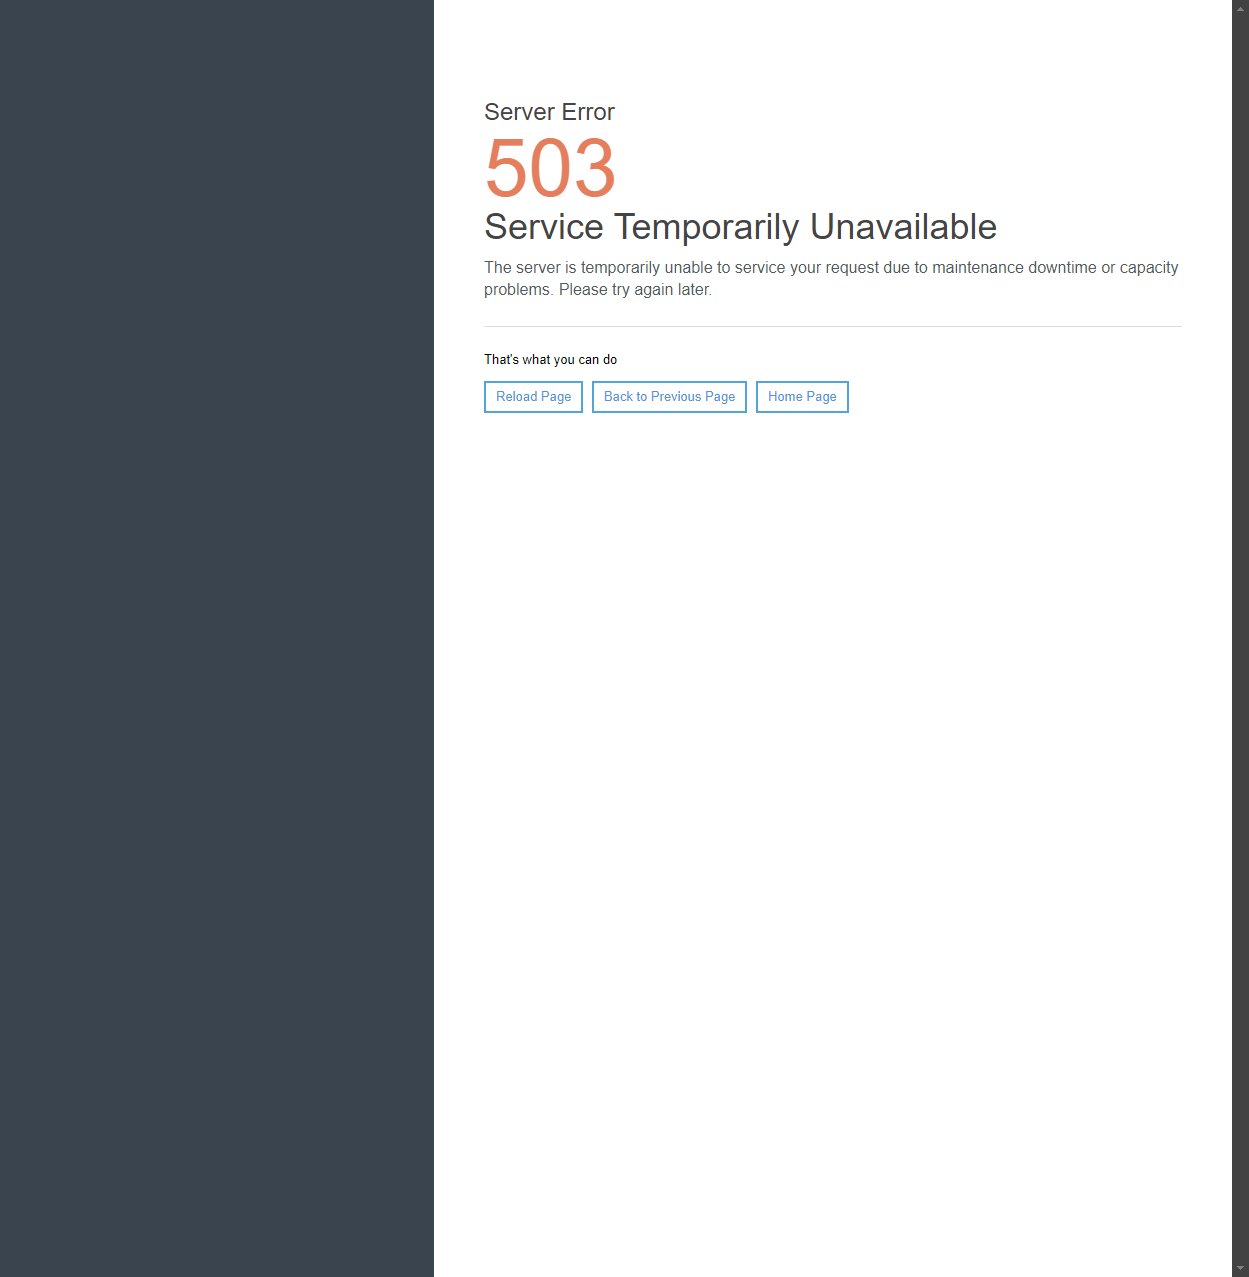 Server Error
503
Service Temporarily Unavailable
The server is temporarily unable to service your request due to maintenance downtime or capacity
problems. Please try again later.
That's what you can do
Reload Page Back to Previous Page Home Page